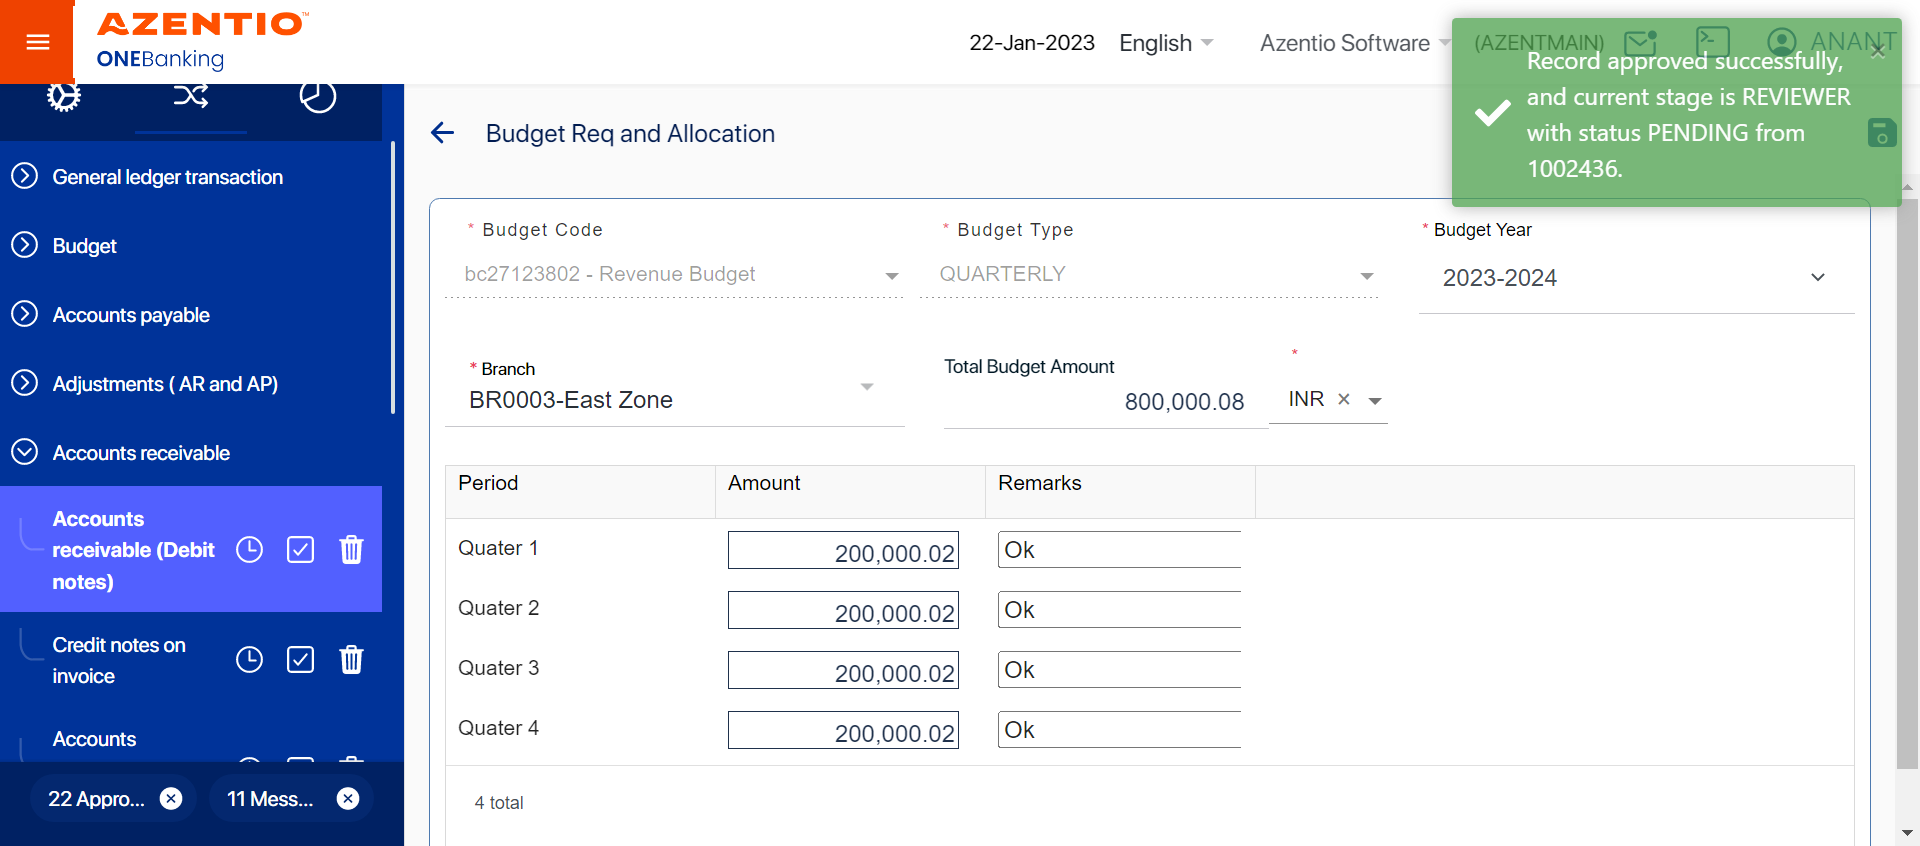 AZENTIO™
ONEBanking
22-Jan-2023 English Azentio Software (AZENTMAIN) ANANT
Record approved successfully,
and current stage is REVIEWER
with status PENDING from
1002436.
General ledger transaction
Budget
Accounts payable
Adjustments ( AR and AP)
Accounts receivable
Accounts
receivable (Debit
notes)
Credit notes on
invoice
Accounts
22 Appro...
11 Mess...
Budget Req and Allocation
* Budget Code
bc27123802 - Revenue Budget
* Budget Type
QUARTERLY
* Budget Year
2023-2024
* Branch
BR0003-East Zone
Total Budget Amount
800,000.08
*
INR
Period Amount Remarks
Quater 1 200,000.02 Ok
Quater 2 200,000.02 Ok
Quater 3 200,000.02 Ok
Quater 4 200,000.02 Ok
4 total